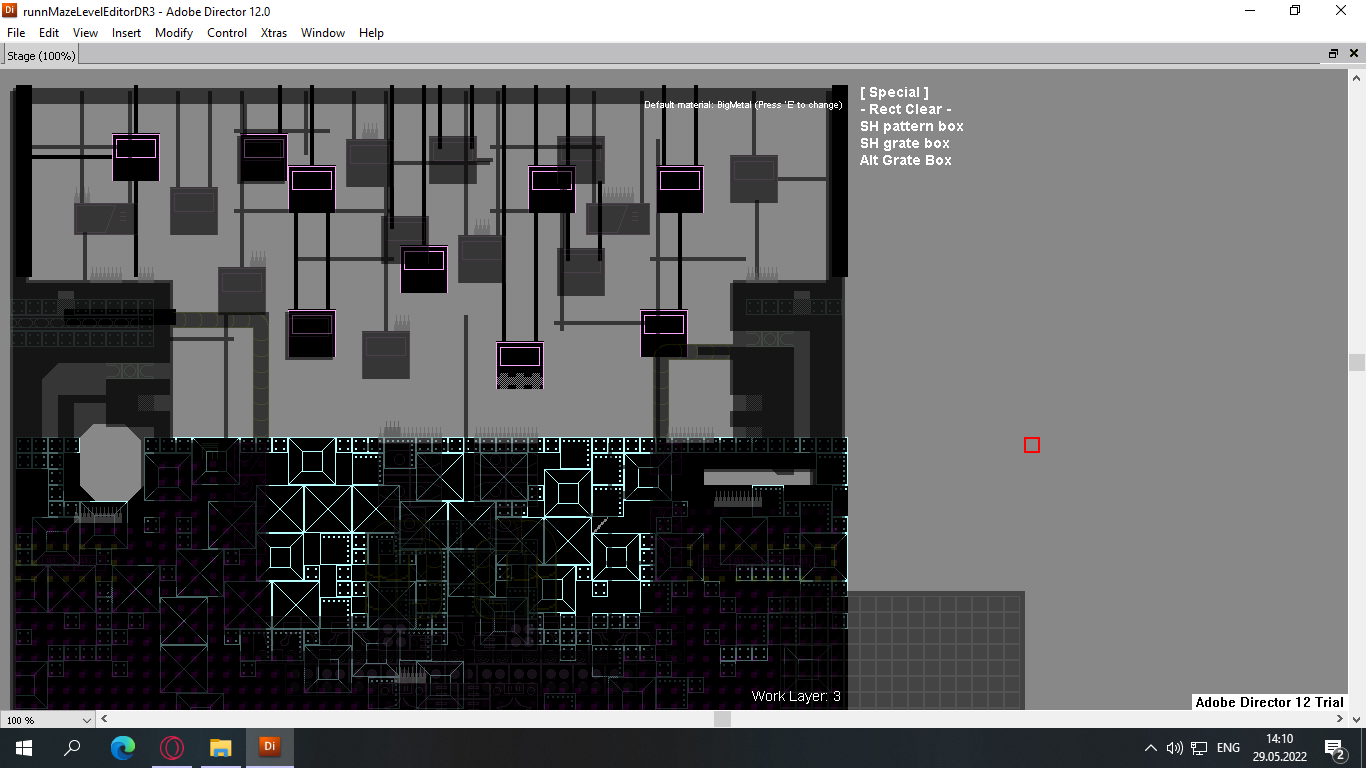 runnMazeLevelEditorDR3 - Adobe Director 12.0
File Edit View Insert Modify Control Xtras Window Help
Stage (100%)
Default material: BigMetal (Press 'E' to change)
[ Special ]
- Rect Clear -
SH pattern box
SH grate box
Alt Grate Box
Work Layer: 3
Adobe Director 12 Trial
100 %
Di
ENG
14:10
29.05.2022
2